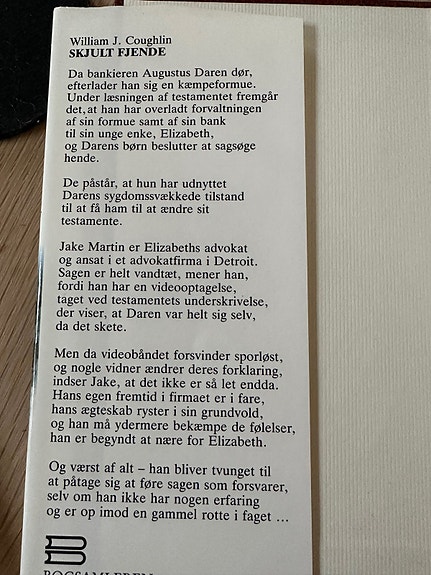 William J. Coughlin
SKJULT FJENDE
Da bankieren Augustus Daren dør,
efterlader han sig en kæmpeformue.
Under læsningen af testamentet fremgår
det, at han har overladt forvaltningen
af sin formue samt af sin bank
til sin unge enke, Elizabeth,
og Darens børn beslutter at sagsøge
hende.
De påstår, at hun har udnyttet
Darens sygdomssvækkede tilstand
til at få ham til at ændre sit
testamente.
Jake Martin er Elizabeths advokat
og ansat i et advokatfirma i Detroit.
Sagen er helt vandtæt, mener han,
fordi han har en videooptagelse,
taget ved testamentets underskrivelse,
der viser, at Daren var helt sig selv,
da det skete.
Men da videobåndet forsvinder sporløst,
og nogle vidner ændrer deres forklaring,
indser Jake, at det ikke er så let endda.
Hans egen fremtid i firmaet er i fare,
hans ægteskab ryster i sin grundvold,
og han må ydermere bekæmpe de følelser,
han er begyndt at nære for Elizabeth.
Og værst af alt – han bliver tvunget til
at påtage sig at føre sagen som forsvarer,
selv om han ikke har nogen erfaring
og er op imod en gammel rotte i faget ...
BOGSAMLEREN